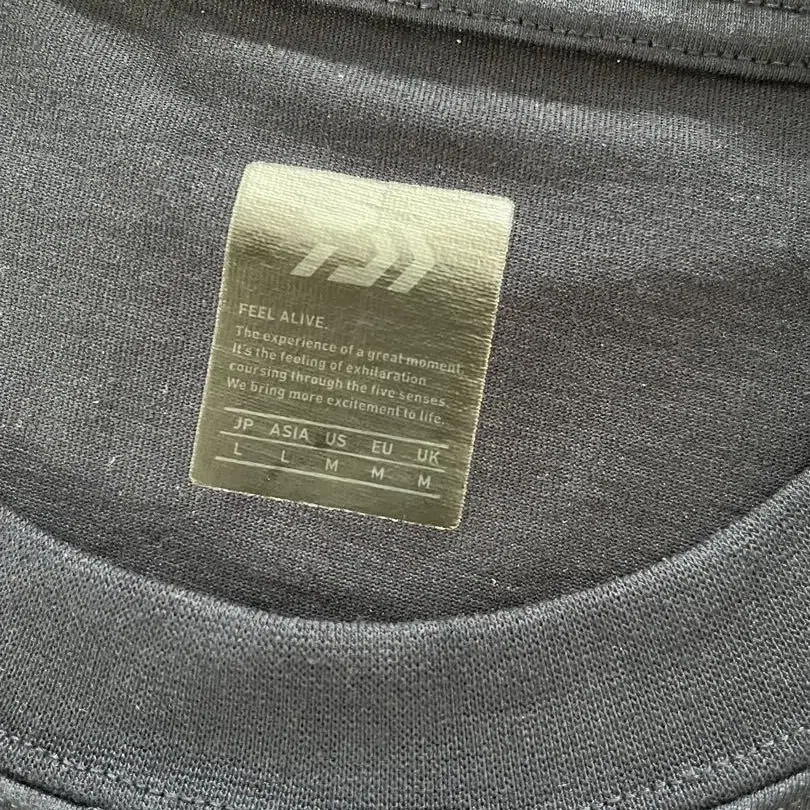 FEEL ALIVE.
The experience of a great moment,
It's the feeling of exhilaration
coursing through the five senses.
We bring more excitement to life.
JP ASIA US EU UK
L L M M M